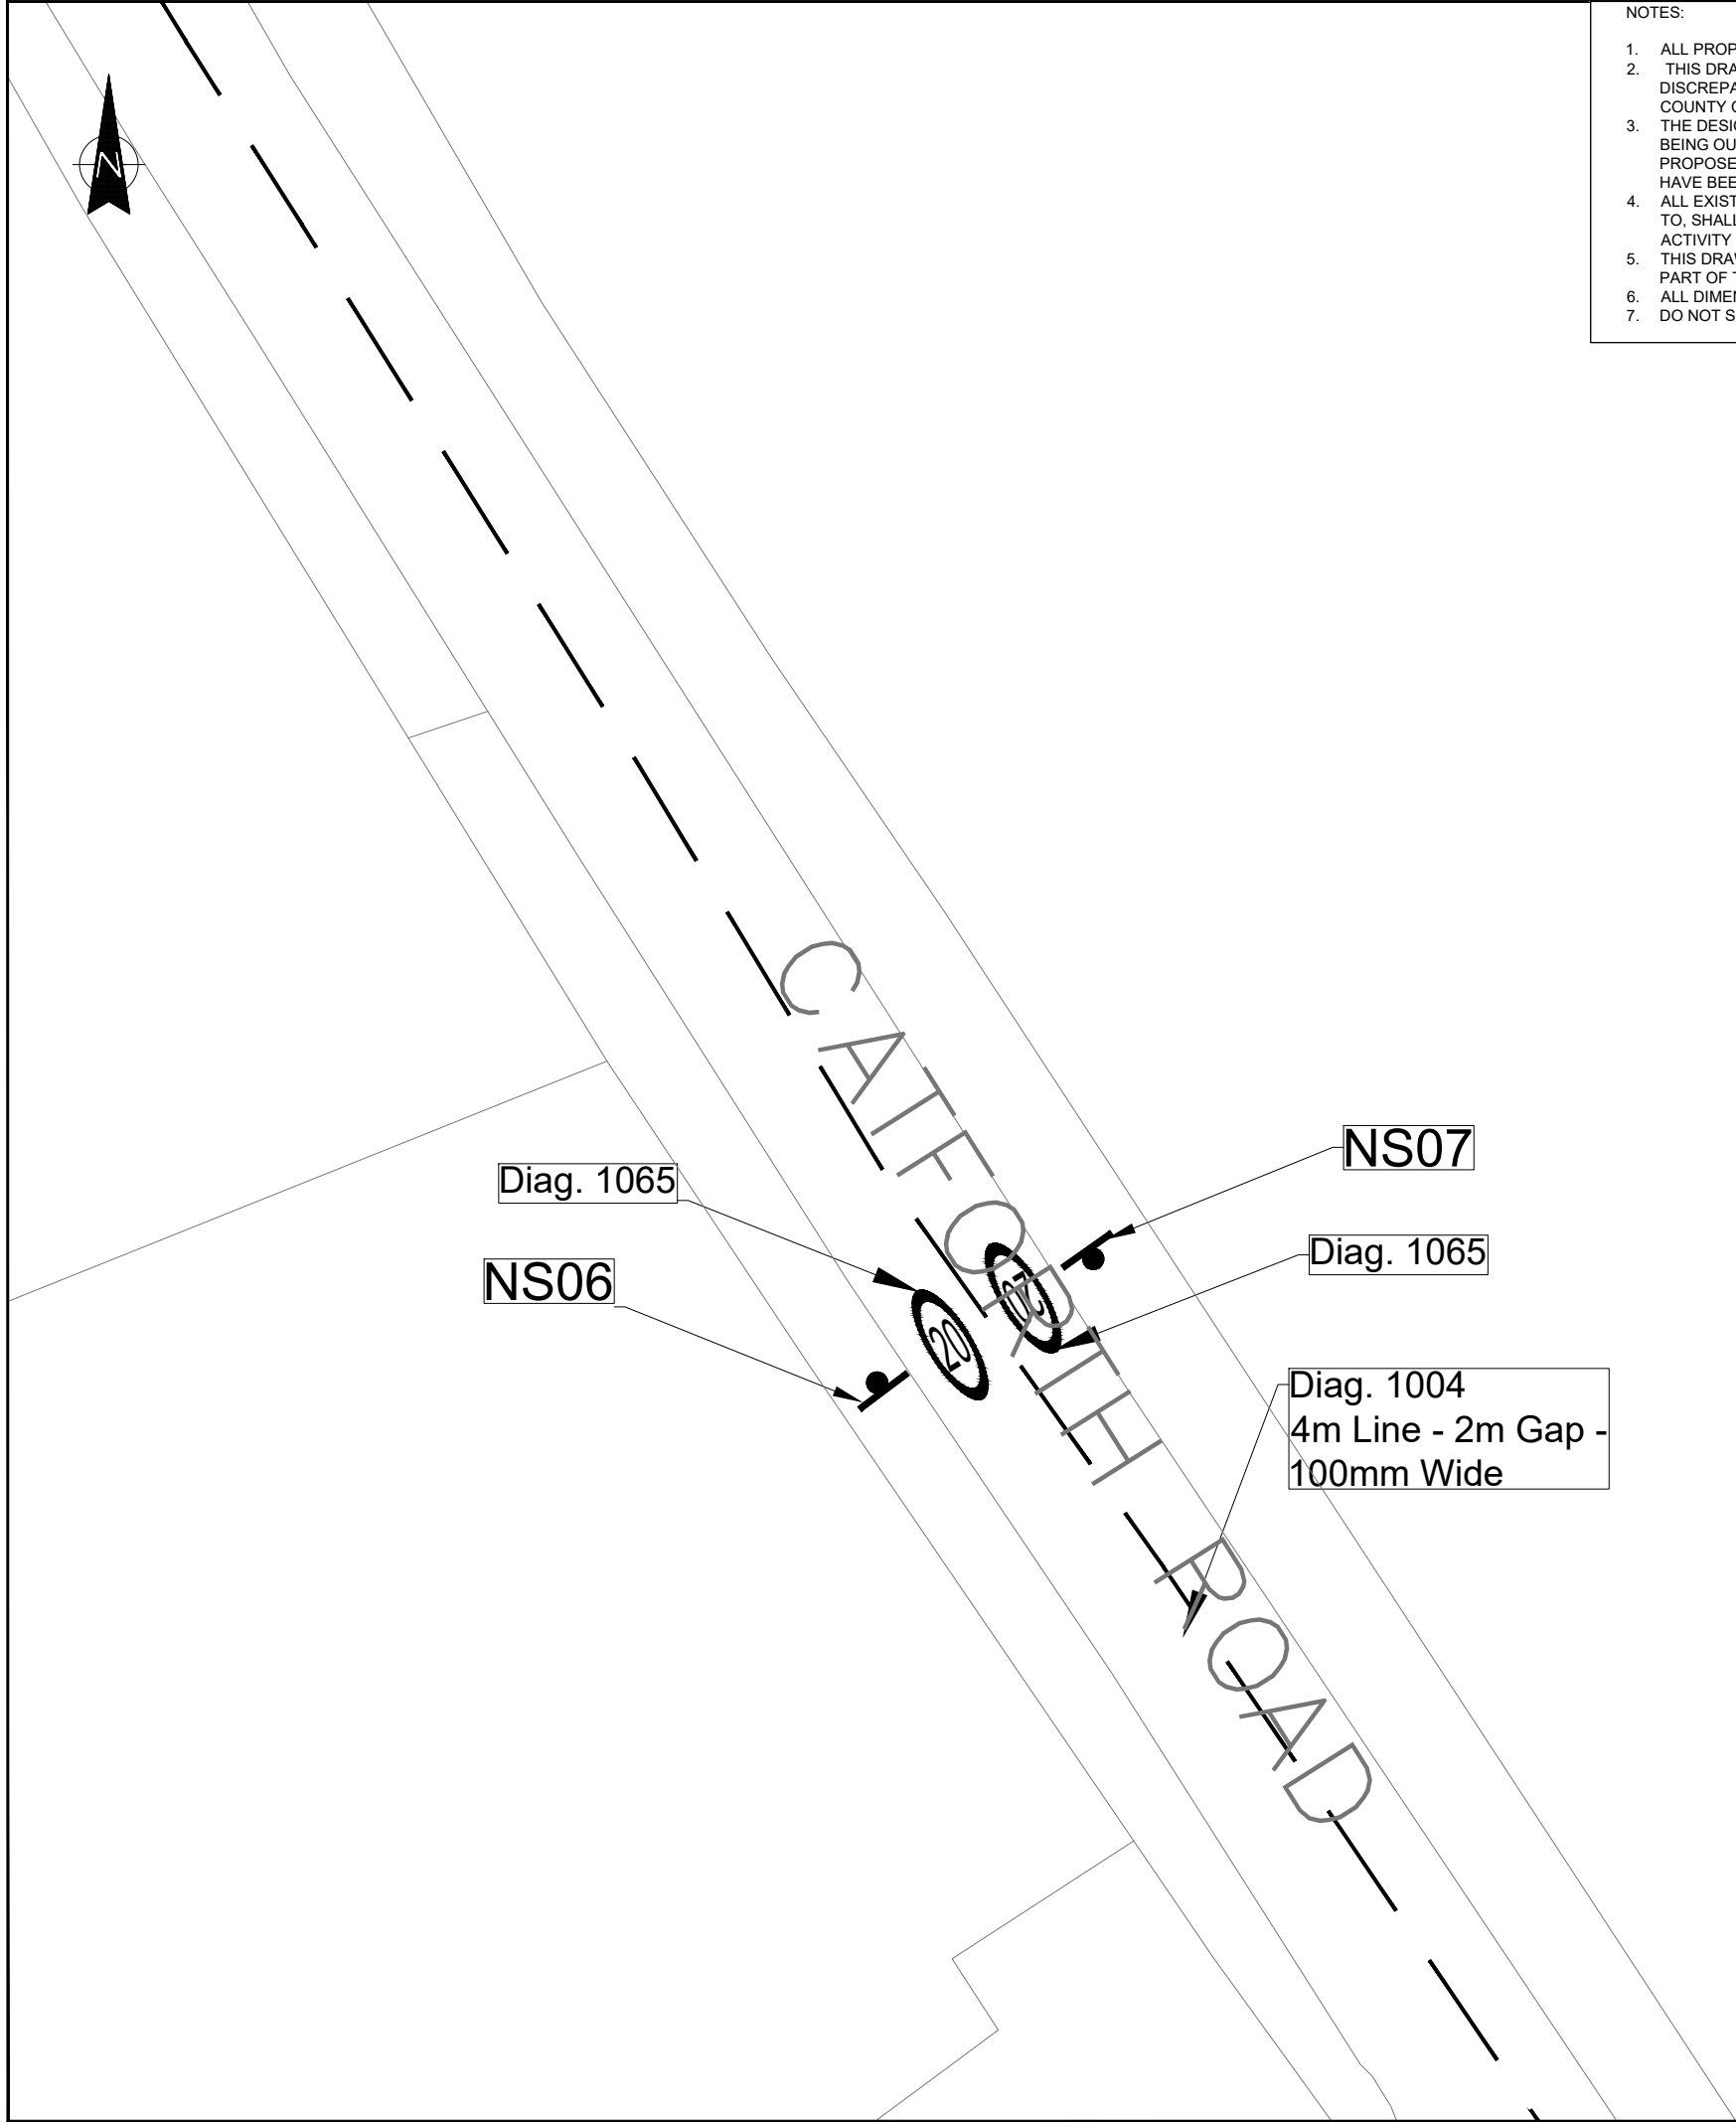 NOTES:
1. ALL PROP
2. THIS DRA
DISCREPA
COUNTY C
3. THE DESIG
BEING OU
PROPOSE
HAVE BEE
4. ALL EXIST
TO, SHALL
ACTIVITY
5. THIS DRAW
PART OF T
6. ALL DIMEN
7. DO NOT S
N
CATFORTH ROAD
NS07
Diag. 1065
Diag. 1065
NS06
20
20
Diag. 1004
4m Line - 2m Gap -
100mm Wide